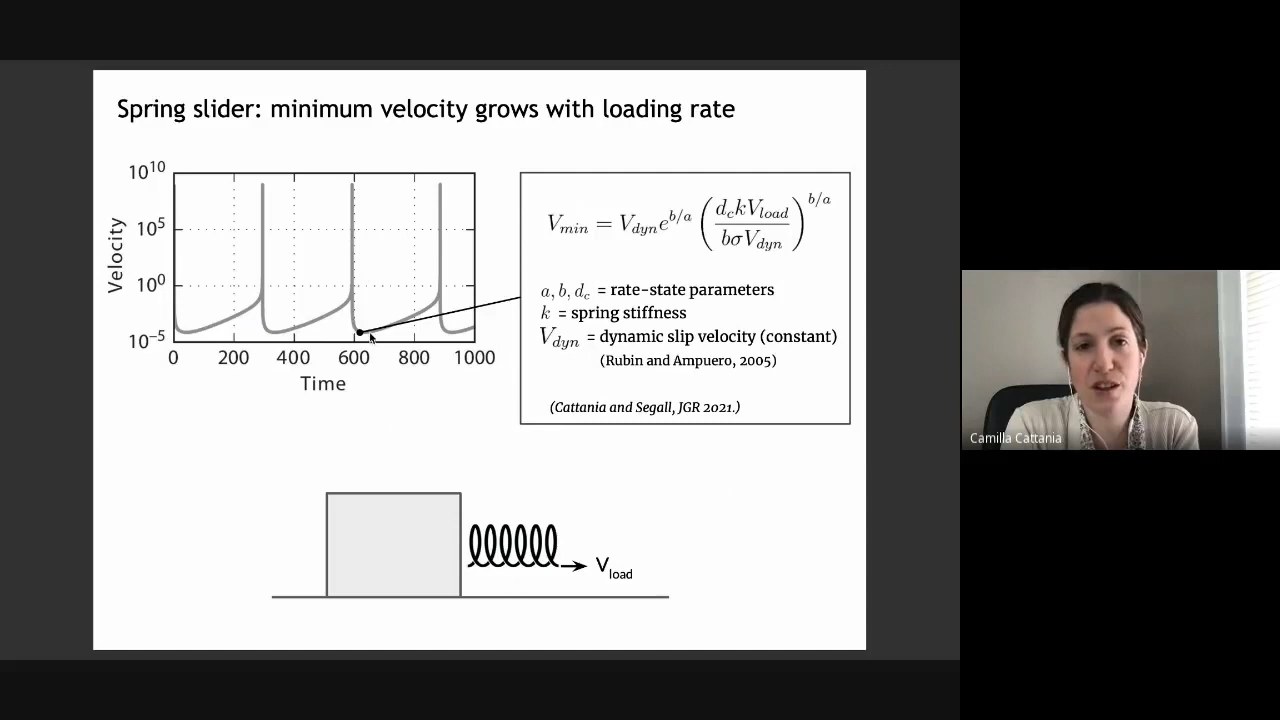 Spring slider: minimum velocity grows with loading rate
10^10
10^5
10^0
10^−5
Velocity
0 200 400 600 800 1000
Time
V_min = V_dyn e^{b/a} (d_c k V_load / bσV_dyn)^{b/a}
a, b, d_c = rate-state parameters
k = spring stiffness
V_dyn = dynamic slip velocity (constant)
(Rubin and Ampuero, 2005)
(Cattania and Segall, JGR 2021.)
V_load
Camilla Cattania